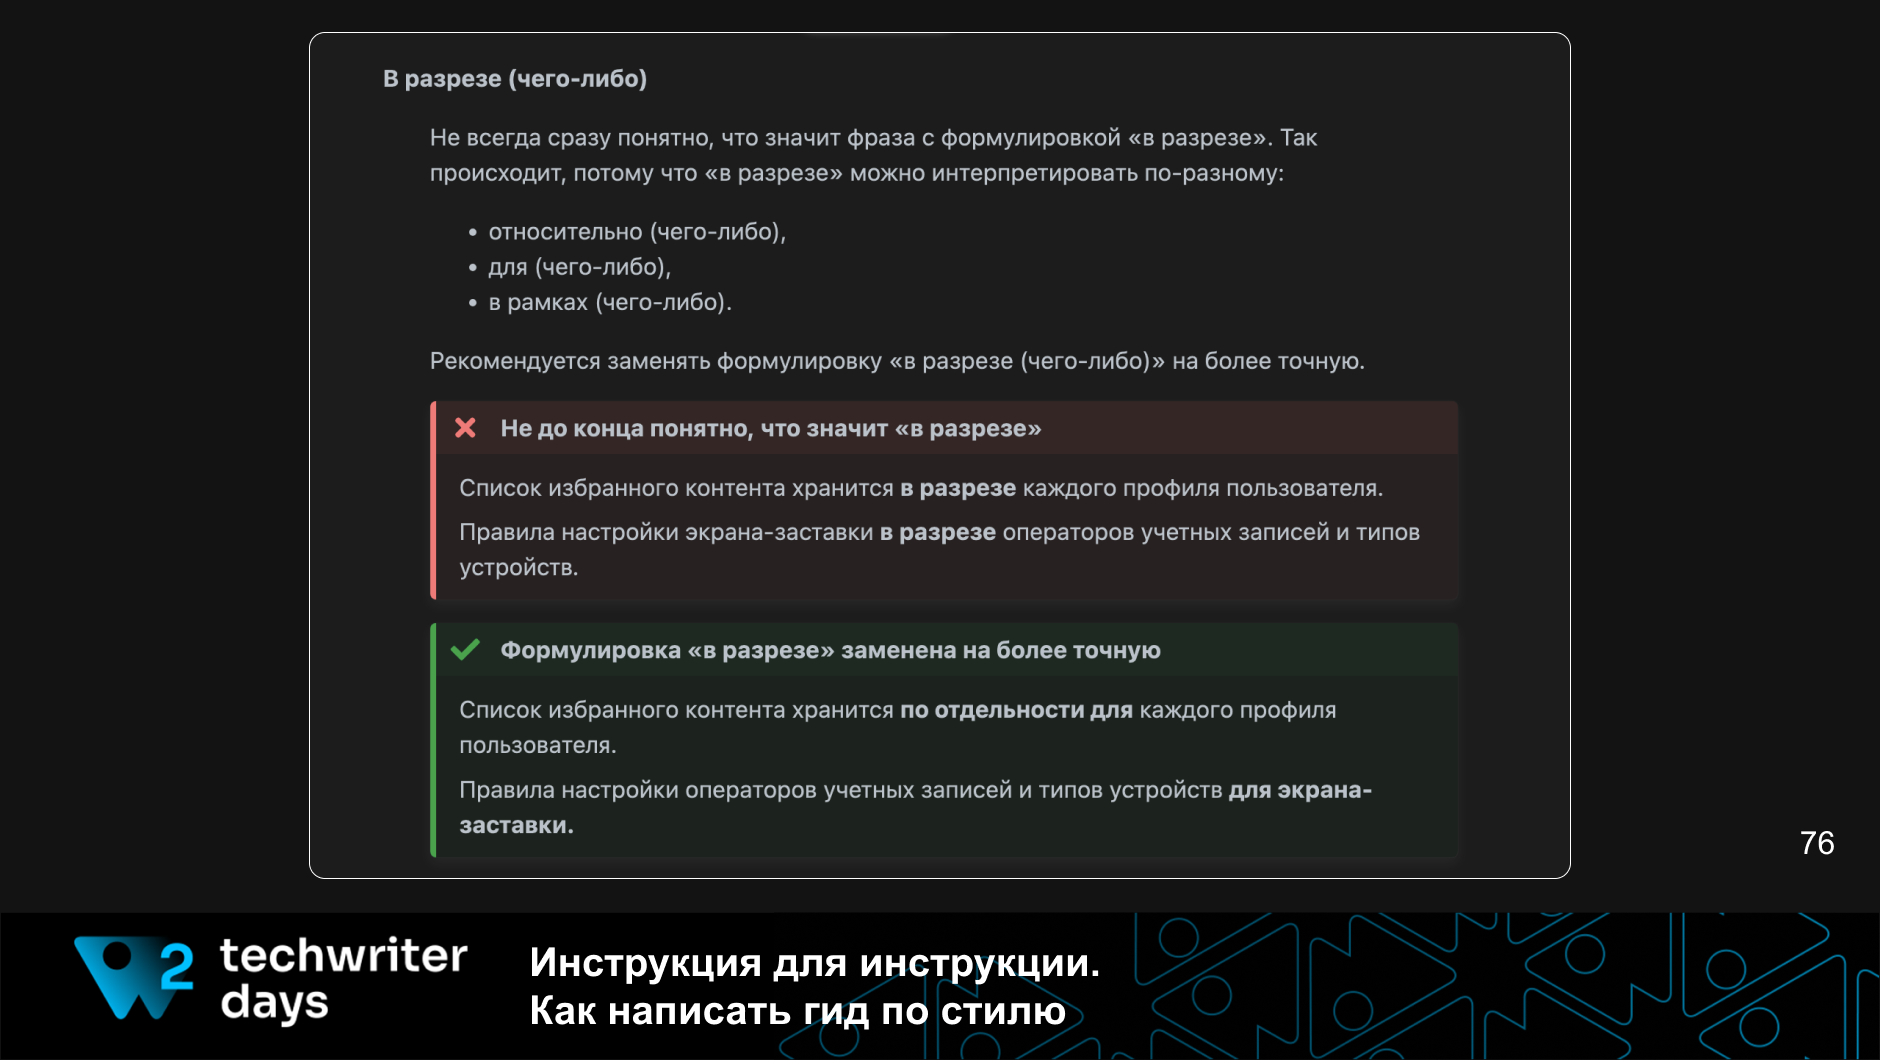 В разрезе (чего-либо)
Не всегда сразу понятно, что значит фраза с формулировкой «в разрезе». Так
происходит, потому что «в разрезе» можно интерпретировать по-разному:
• относительно (чего-либо),
• для (чего-либо),
• в рамках (чего-либо).
Рекомендуется заменять формулировку «в разрезе (чего-либо)» на более точную.
Не до конца понятно, что значит «в разрезе»
Список избранного контента хранится в разрезе каждого профиля пользователя.
Правила настройки экрана-заставки в разрезе операторов учетных записей и типов
устройств.
Формулировка «в разрезе» заменена на более точную
Список избранного контента хранится по отдельности для каждого профиля
пользователя.
Правила настройки операторов учетных записей и типов устройств для экрана-
заставки.
76
2 techwriter
days
Инструкция для инструкции.
Как написать гид по стилю